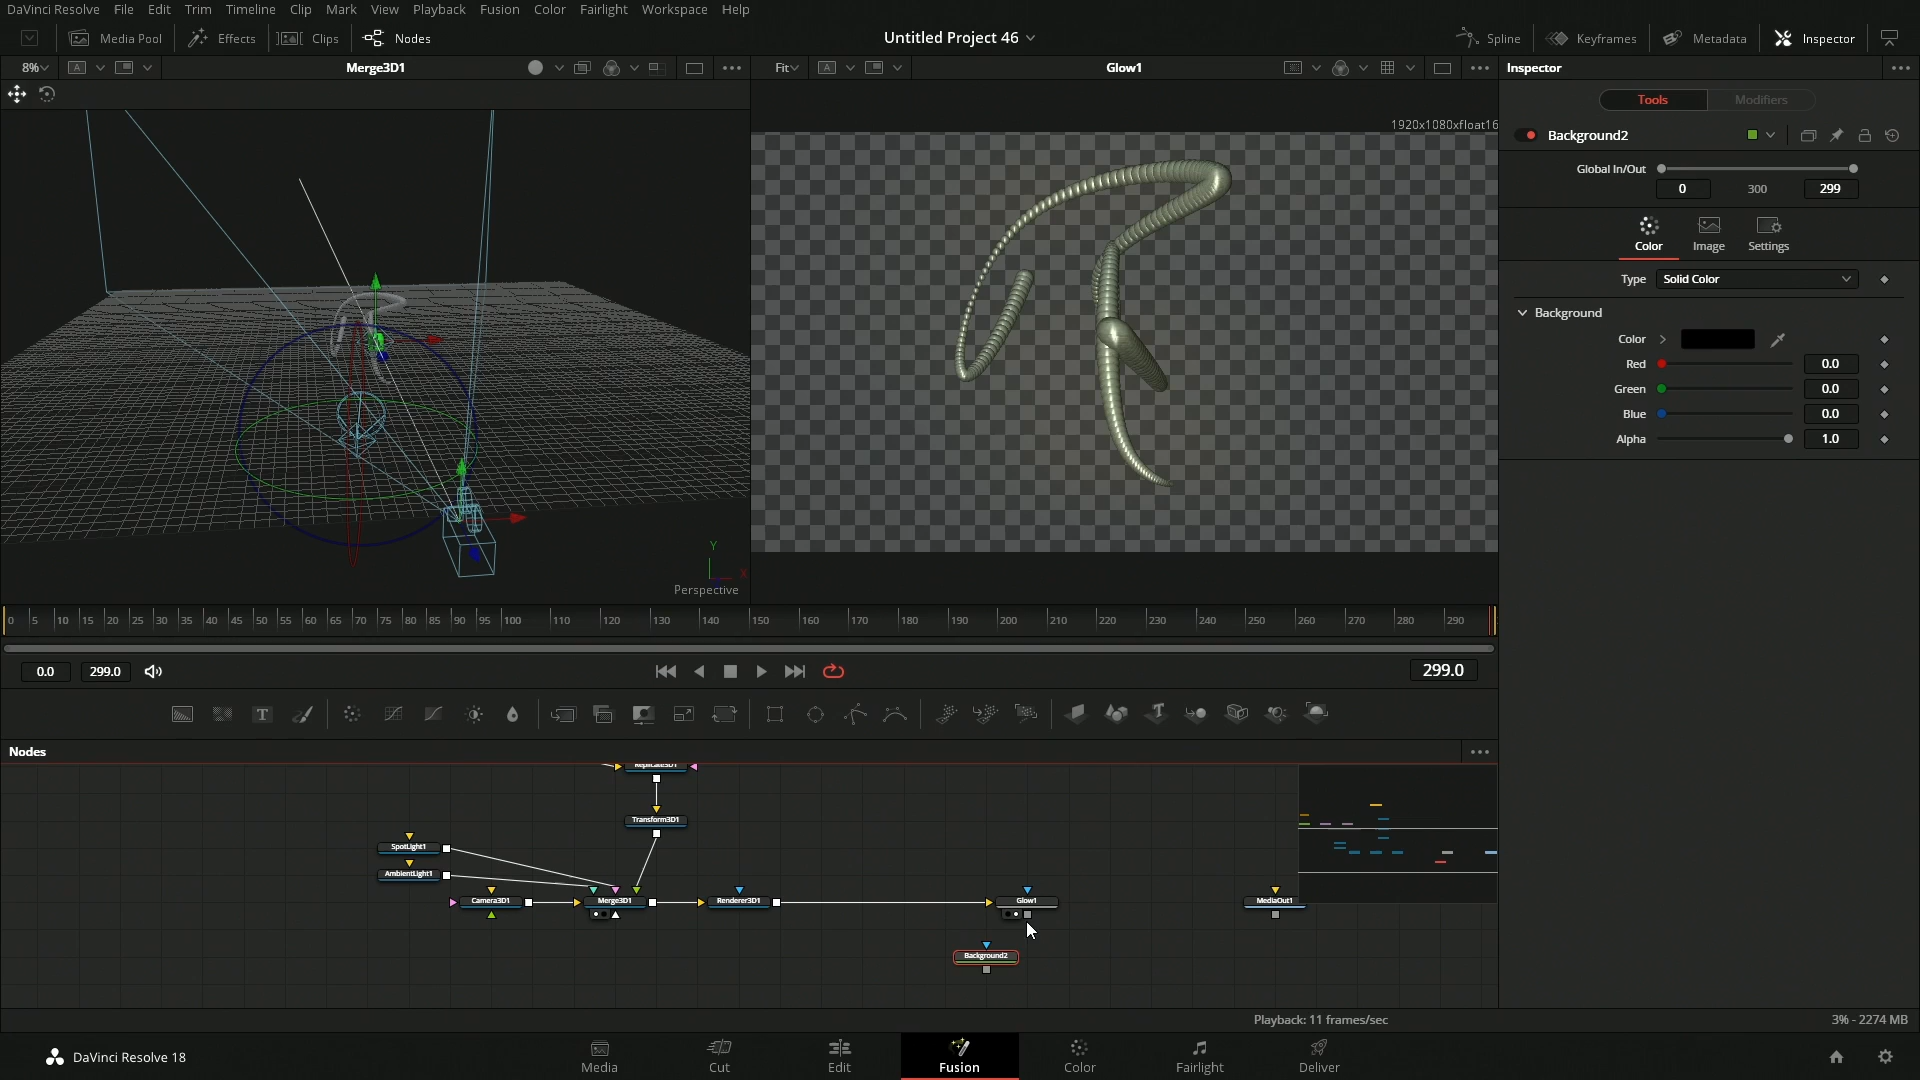 DaVinci Resolve File Edit Trim Timeline Clip Mark View Playback Fusion Color Fairlight Workspace Help
Media Pool Effects Clips Nodes Untitled Project 46 Spline Keyframes Metadata Inspector
8% A Merge3D1 Fit A Glow1 Inspector
Tools Modifiers
1920x1080xfloat16
Background2
Global In/Out
0 300 299
Color Image Settings
Type Solid Color
Background
Color
Red 0.0
Green 0.0
Blue 0.0
Alpha 1.0
Y
X
Perspective
0 5 10 15 20 25 30 35 40 45 50 55 60 65 70 75 80 85 90 95 100 110 120 130 140 150 160 170 180 190 200 210 220 230 240 250 260 270 280 290
0.0 299.0 299.0
T T
Nodes
Replicate3D1
Transform3D1
SpotLight1
AmbientLight1
Camera3D1 Merge3D1 Renderer3D1 Glow1 MediaOut1
Background2
Playback: 11 frames/sec 3% - 2274 MB
DaVinci Resolve 18 Media Cut Edit Fusion Color Fairlight Deliver